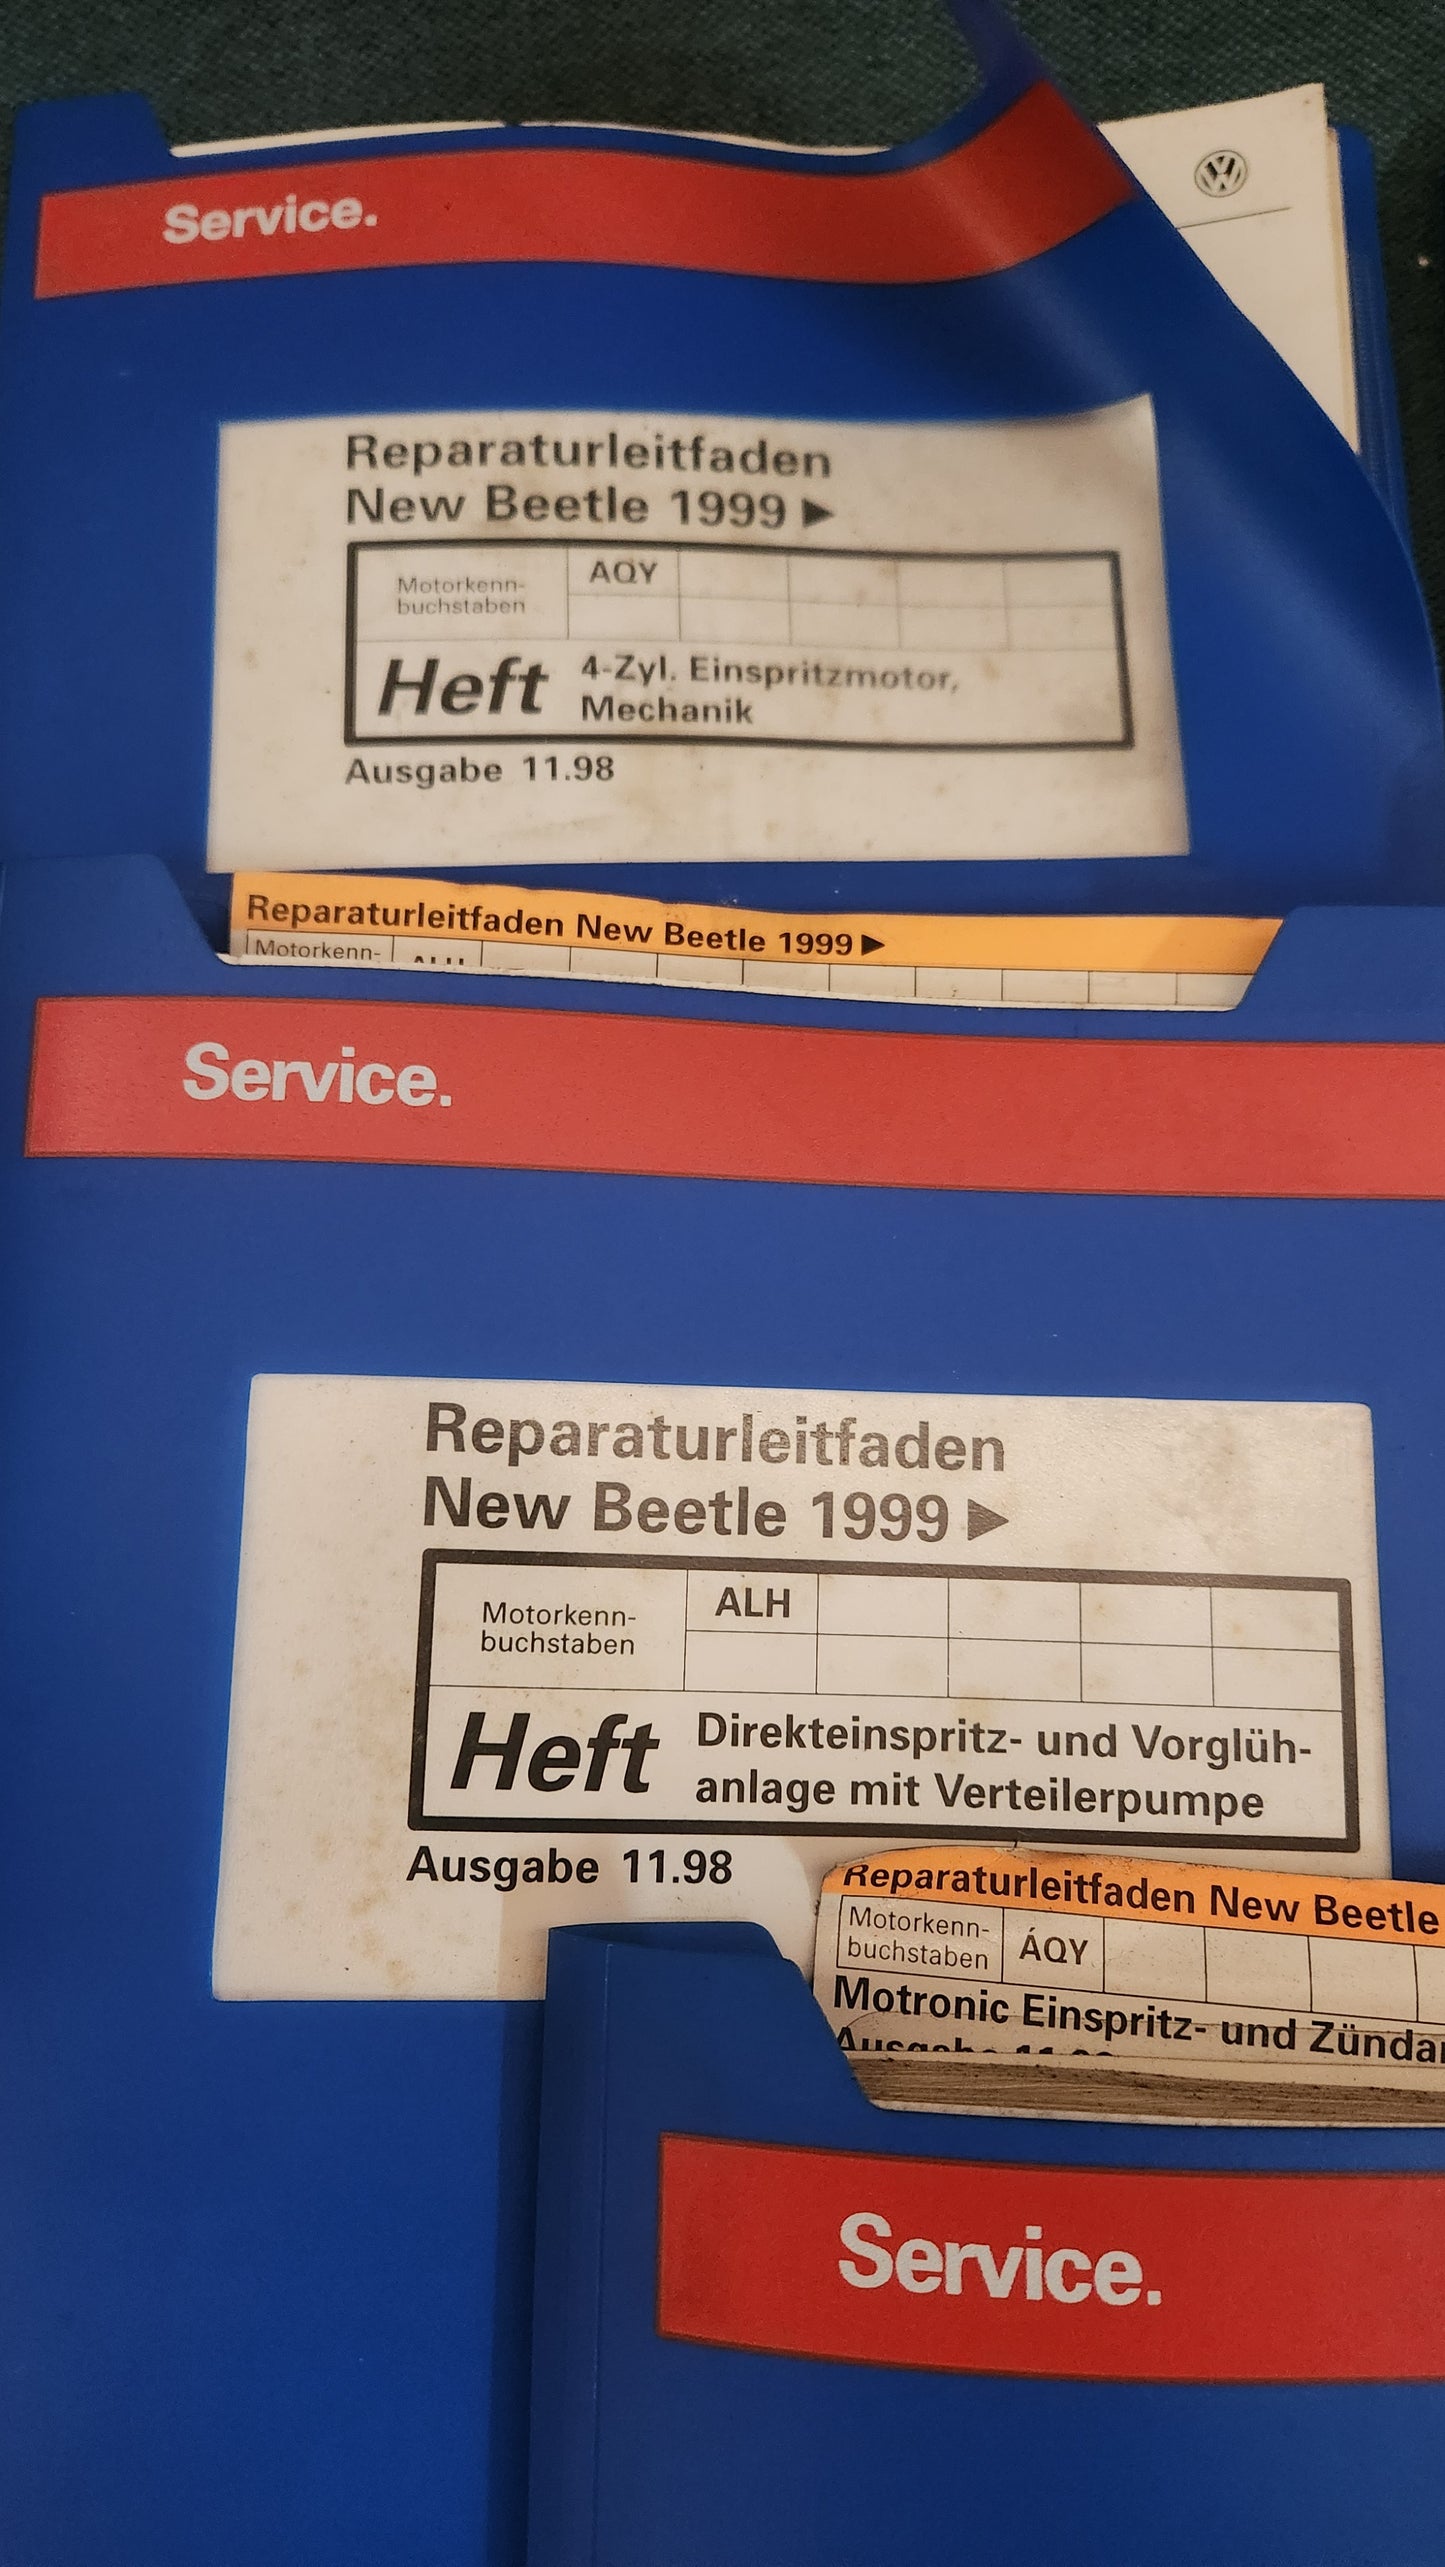 Service.
Reparaturleitfaden
New Beetle 1999 ▶
Motorkenn-
buchstaben
AQY
Heft
4-Zyl. Einspritzmotor,
Mechanik
Ausgabe 11.98
Reparaturleitfaden New Beetle 1999 ▶
Motorkenn-
Service.
Reparaturleitfaden
New Beetle 1999 ▶
Motorkenn-
buchstaben
ALH
Heft
Direkteinspritz- und Vorglüh-
anlage mit Verteilerpumpe
Ausgabe 11.98
Reparaturleitfaden New Beetle
Motorkenn-
buchstaben
AQY
Motronic Einspritz- und
Service.